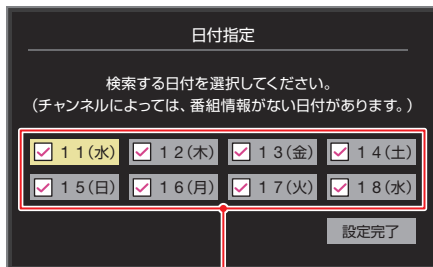 日付指定
検索する日付を選択してください。
(チャンネルによっては、番組情報がない日付があります。)
11(水) 12(木) 13(金) 14(土)
15(日) 16(月) 17(火) 18(水)
設定完了